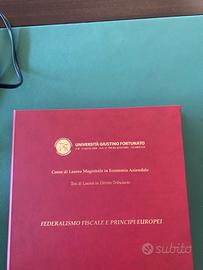 UNIVERSITÀ GIUSTINO FORTUNATO
Corso di Laurea Magistrale in Economia Aziendale
Tesi di Laurea in Diritto Tributario
FEDERALISMO FISCALE E PRINCIPI EUROPEI
subito